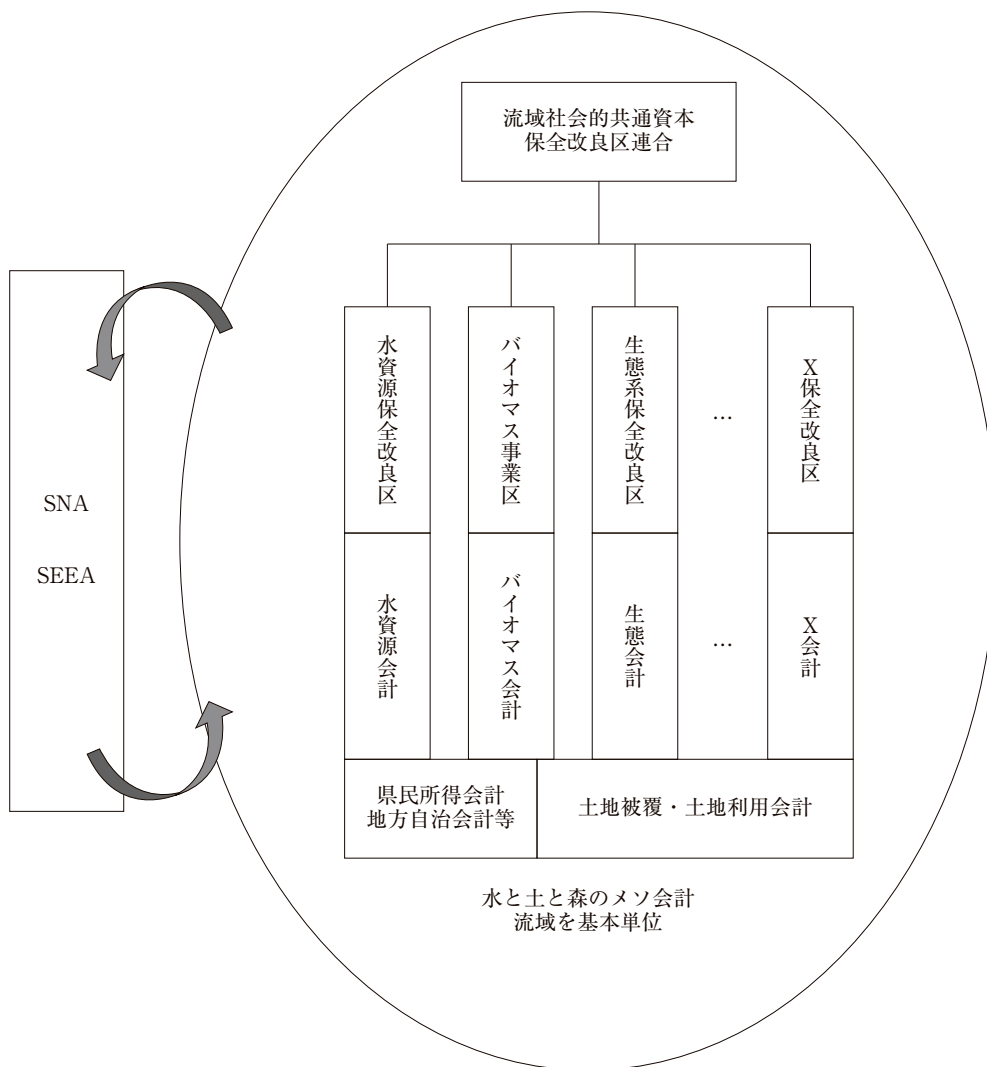 流域社会的共通資本
保全改良区連合
SNA
SEEA
水資源保全改良区
バイオマス事業区
生態系保全改良区
…
X保全改良区
水資源会計
バイオマス会計
生態会計
…
X会計
県民所得会計
地方自治会計等
土地被覆・土地利用会計
水と土と森のメソ会計
流域を基本単位